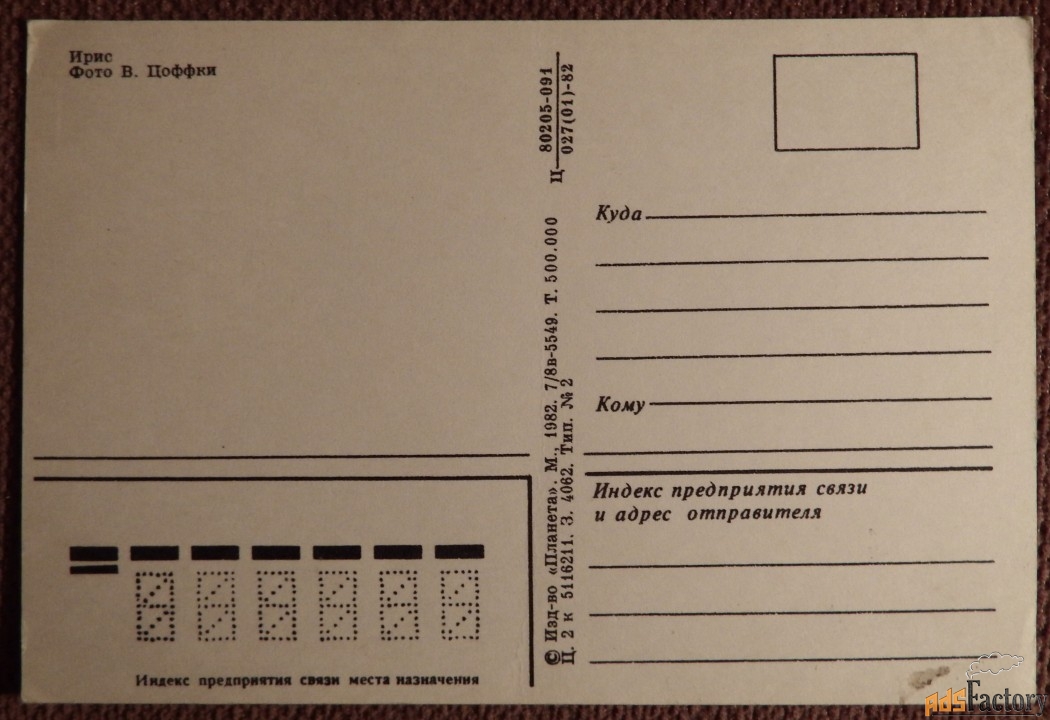 Ирис
Фото В. Цоффки
Ц 80205-091
027(01)-82
© Изд-во «Планета». М., 1982. 7/8в-5549. Т. 500.000
Ц. 2 к 5116211. З. 4062. Тип. № 2
Куда
Кому
Индекс предприятия связи
и адрес отправителя
Индекс предприятия связи места назначения
AdsFactory